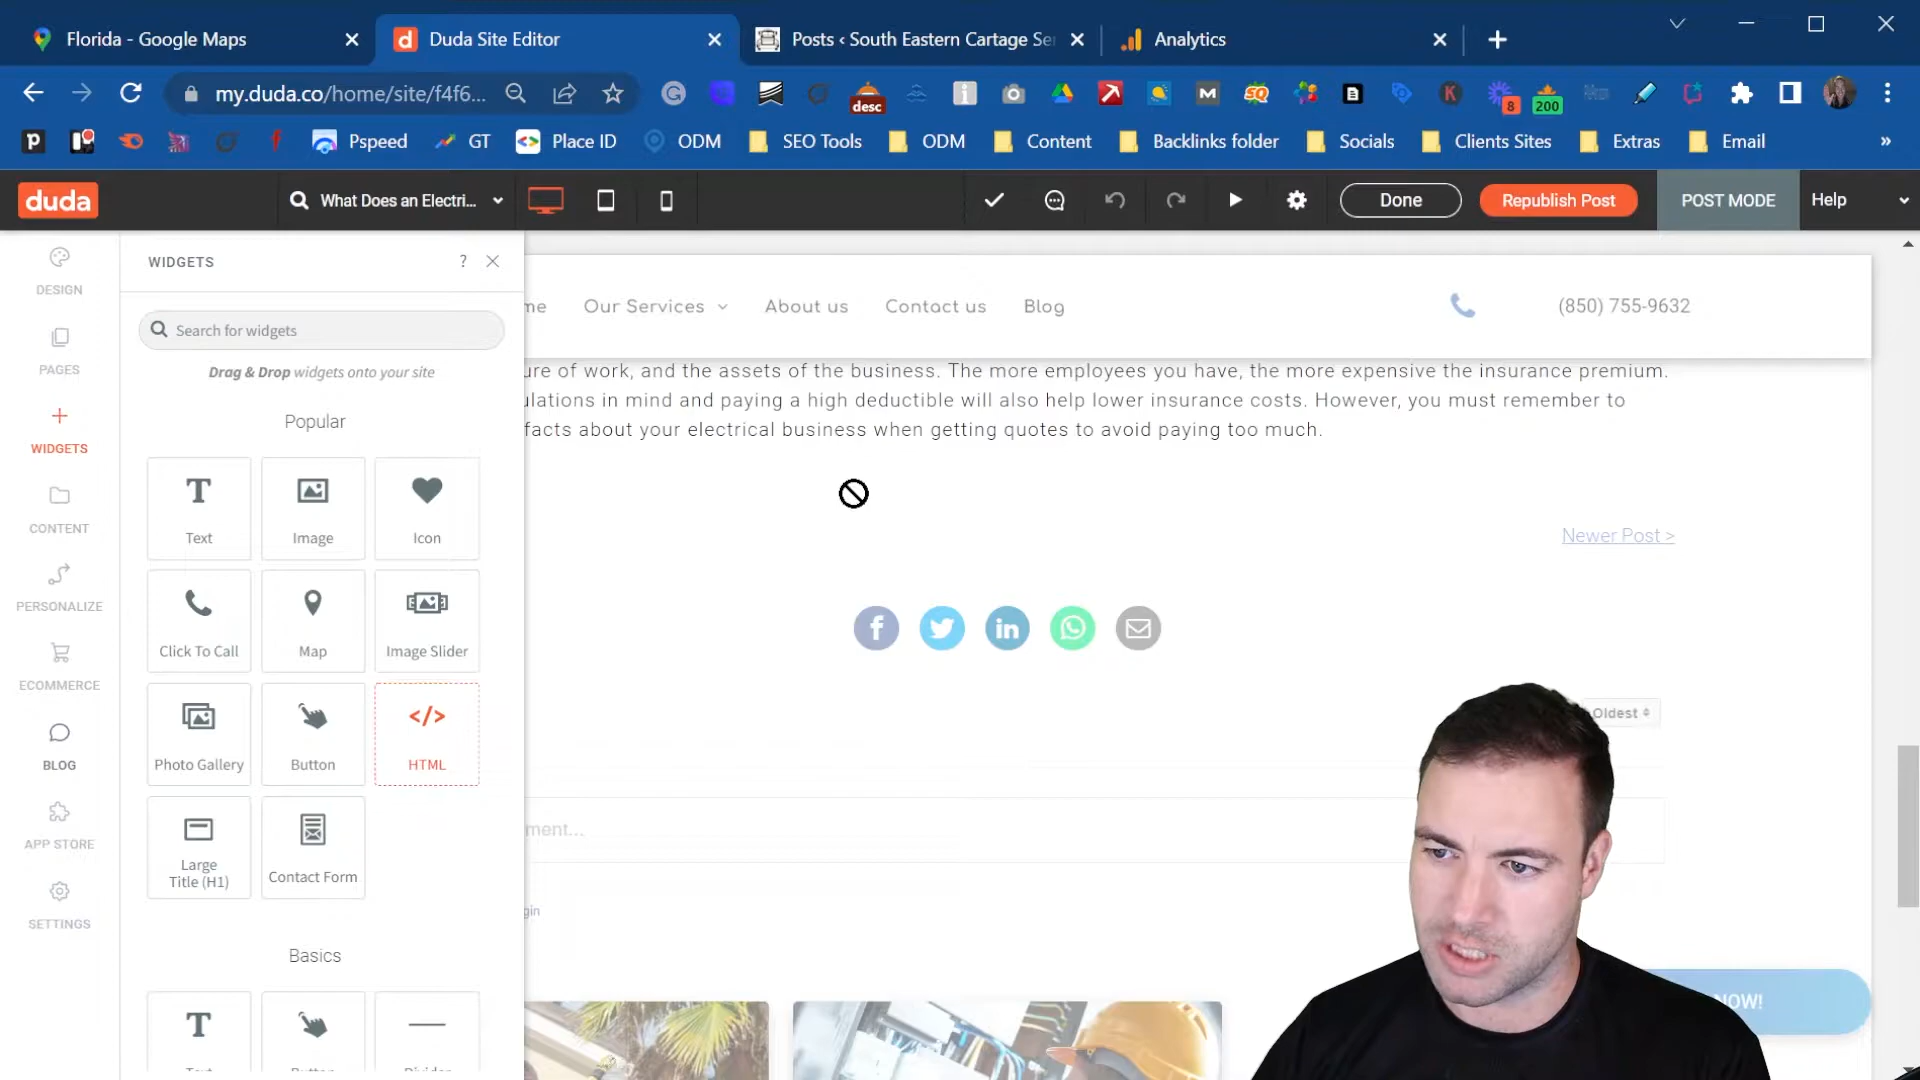 Florida - Google Maps
Duda Site Editor
Posts ‹ South Eastern Cartage Se
Analytics
my.duda.co/home/site/f4f6...
desc
8
200
Pspeed
GT
Place ID
ODM
SEO Tools
ODM
Content
Backlinks folder
Socials
Clients Sites
Extras
Email
»
duda
What Does an Electri...
Done
Republish Post
POST MODE
Help
DESIGN
PAGES
WIDGETS
CONTENT
PERSONALIZE
ECOMMERCE
BLOG
APP STORE
SETTINGS
WIDGETS
?
Search for widgets
Drag & Drop widgets onto your site
Popular
Text
Image
Icon
Click To Call
Map
Image Slider
Photo Gallery
Button
</>
HTML
Large
Title (H1)
Contact Form
Basics
me
Our Services
About us
Contact us
Blog
(850) 755-9632
ure of work, and the assets of the business. The more employees you have, the more expensive the insurance premium.
ulations in mind and paying a high deductible will also help lower insurance costs. However, you must remember to
facts about your electrical business when getting quotes to avoid paying too much.
Newer Post >
Oldest
ment...
gin
NOW!